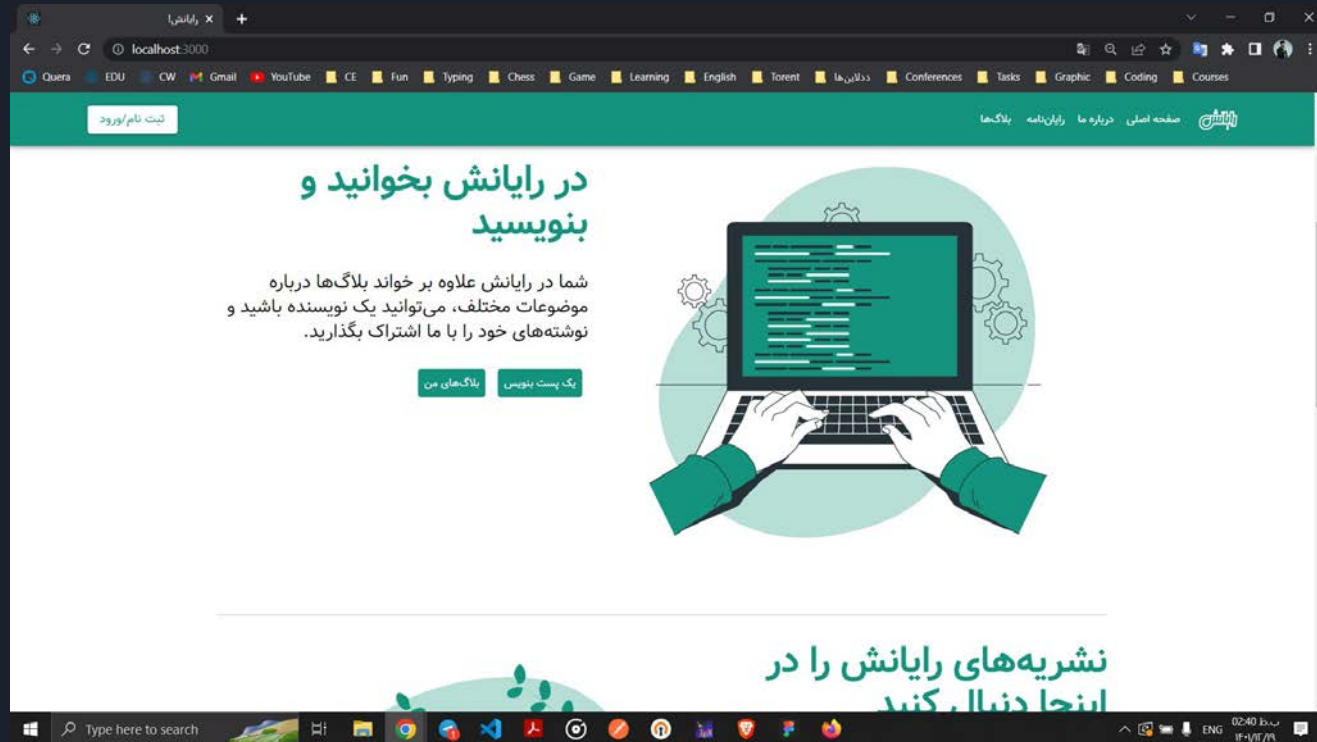 رایانش!
localhost:3000
Quera EDU CW Gmail YouTube CE Fun Typing Chess Game Learning English Torent ددلاین‌ها Conferences Tasks Graphic Coding Courses
رایانش صفحه اصلی درباره ما رایان‌نامه بلاگ‌ها ثبت نام/ورود
در رایانش بخوانید و
بنویسید
شما در رایانش علاوه بر خواند بلاگ‌ها درباره
موضوعات مختلف، می‌توانید یک نویسنده باشید و
نوشته‌های خود را با ما اشتراک بگذارید.
یک پست بنویس بلاگ‌های من
نشریه‌های رایانش را در
اینجا دنبال کنید
Type here to search
ENG
02:40 ب.ظ
۱۴۰۱/۱۲/۱۹